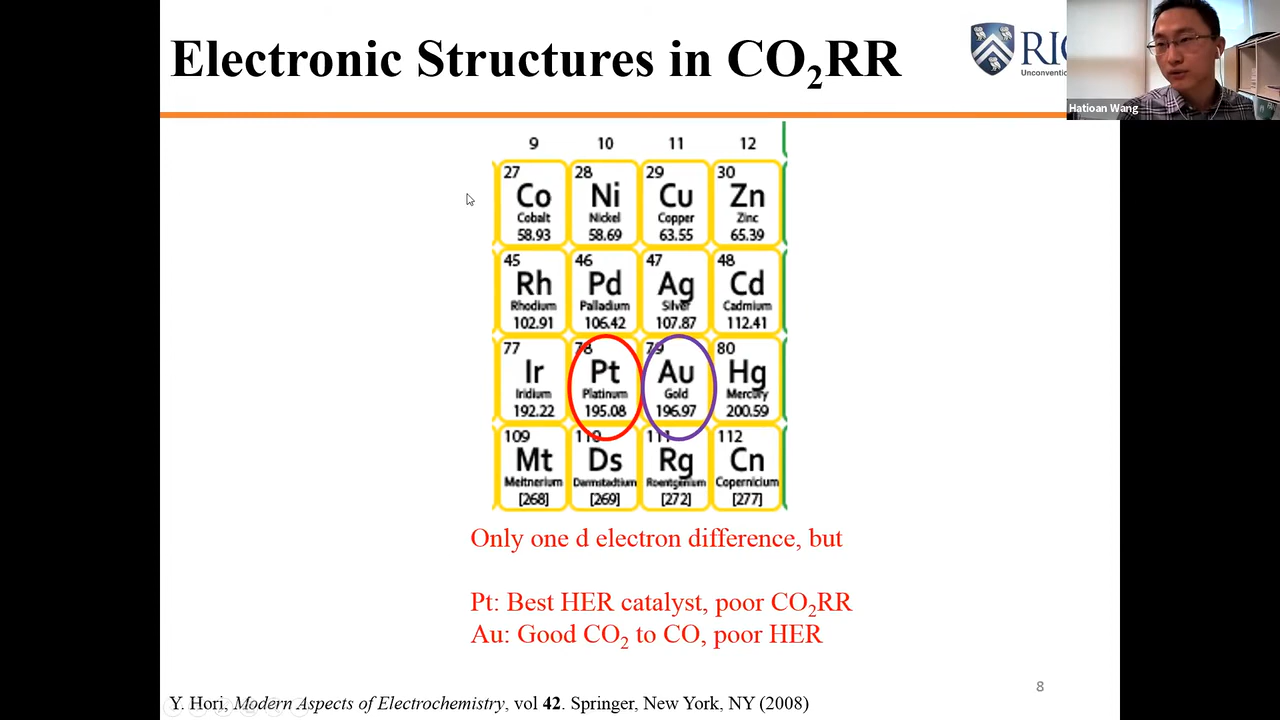 Electronic Structures in CO₂RR
Unconventio
Hatioan Wang
9 10 11 12
27 28 29 30
Co Ni Cu Zn
Cobalt Nickel Copper Zinc
58.93 58.69 63.55 65.39
45 46 47 48
Rh Pd Ag Cd
Rhodium Palladium Silver Cadmium
102.91 106.42 107.87 112.41
77 78 79 80
Ir Pt Au Hg
Iridium Platinum Gold Mercury
192.22 195.08 196.97 200.59
109 110 111 112
Mt Ds Rg Cn
Meitnerium Darmstadtium Roentgenium Copernicium
[268] [269] [272] [277]
Only one d electron difference, but
Pt: Best HER catalyst, poor CO₂RR
Au: Good CO₂ to CO, poor HER
8
Y. Hori, Modern Aspects of Electrochemistry, vol 42. Springer, New York, NY (2008)